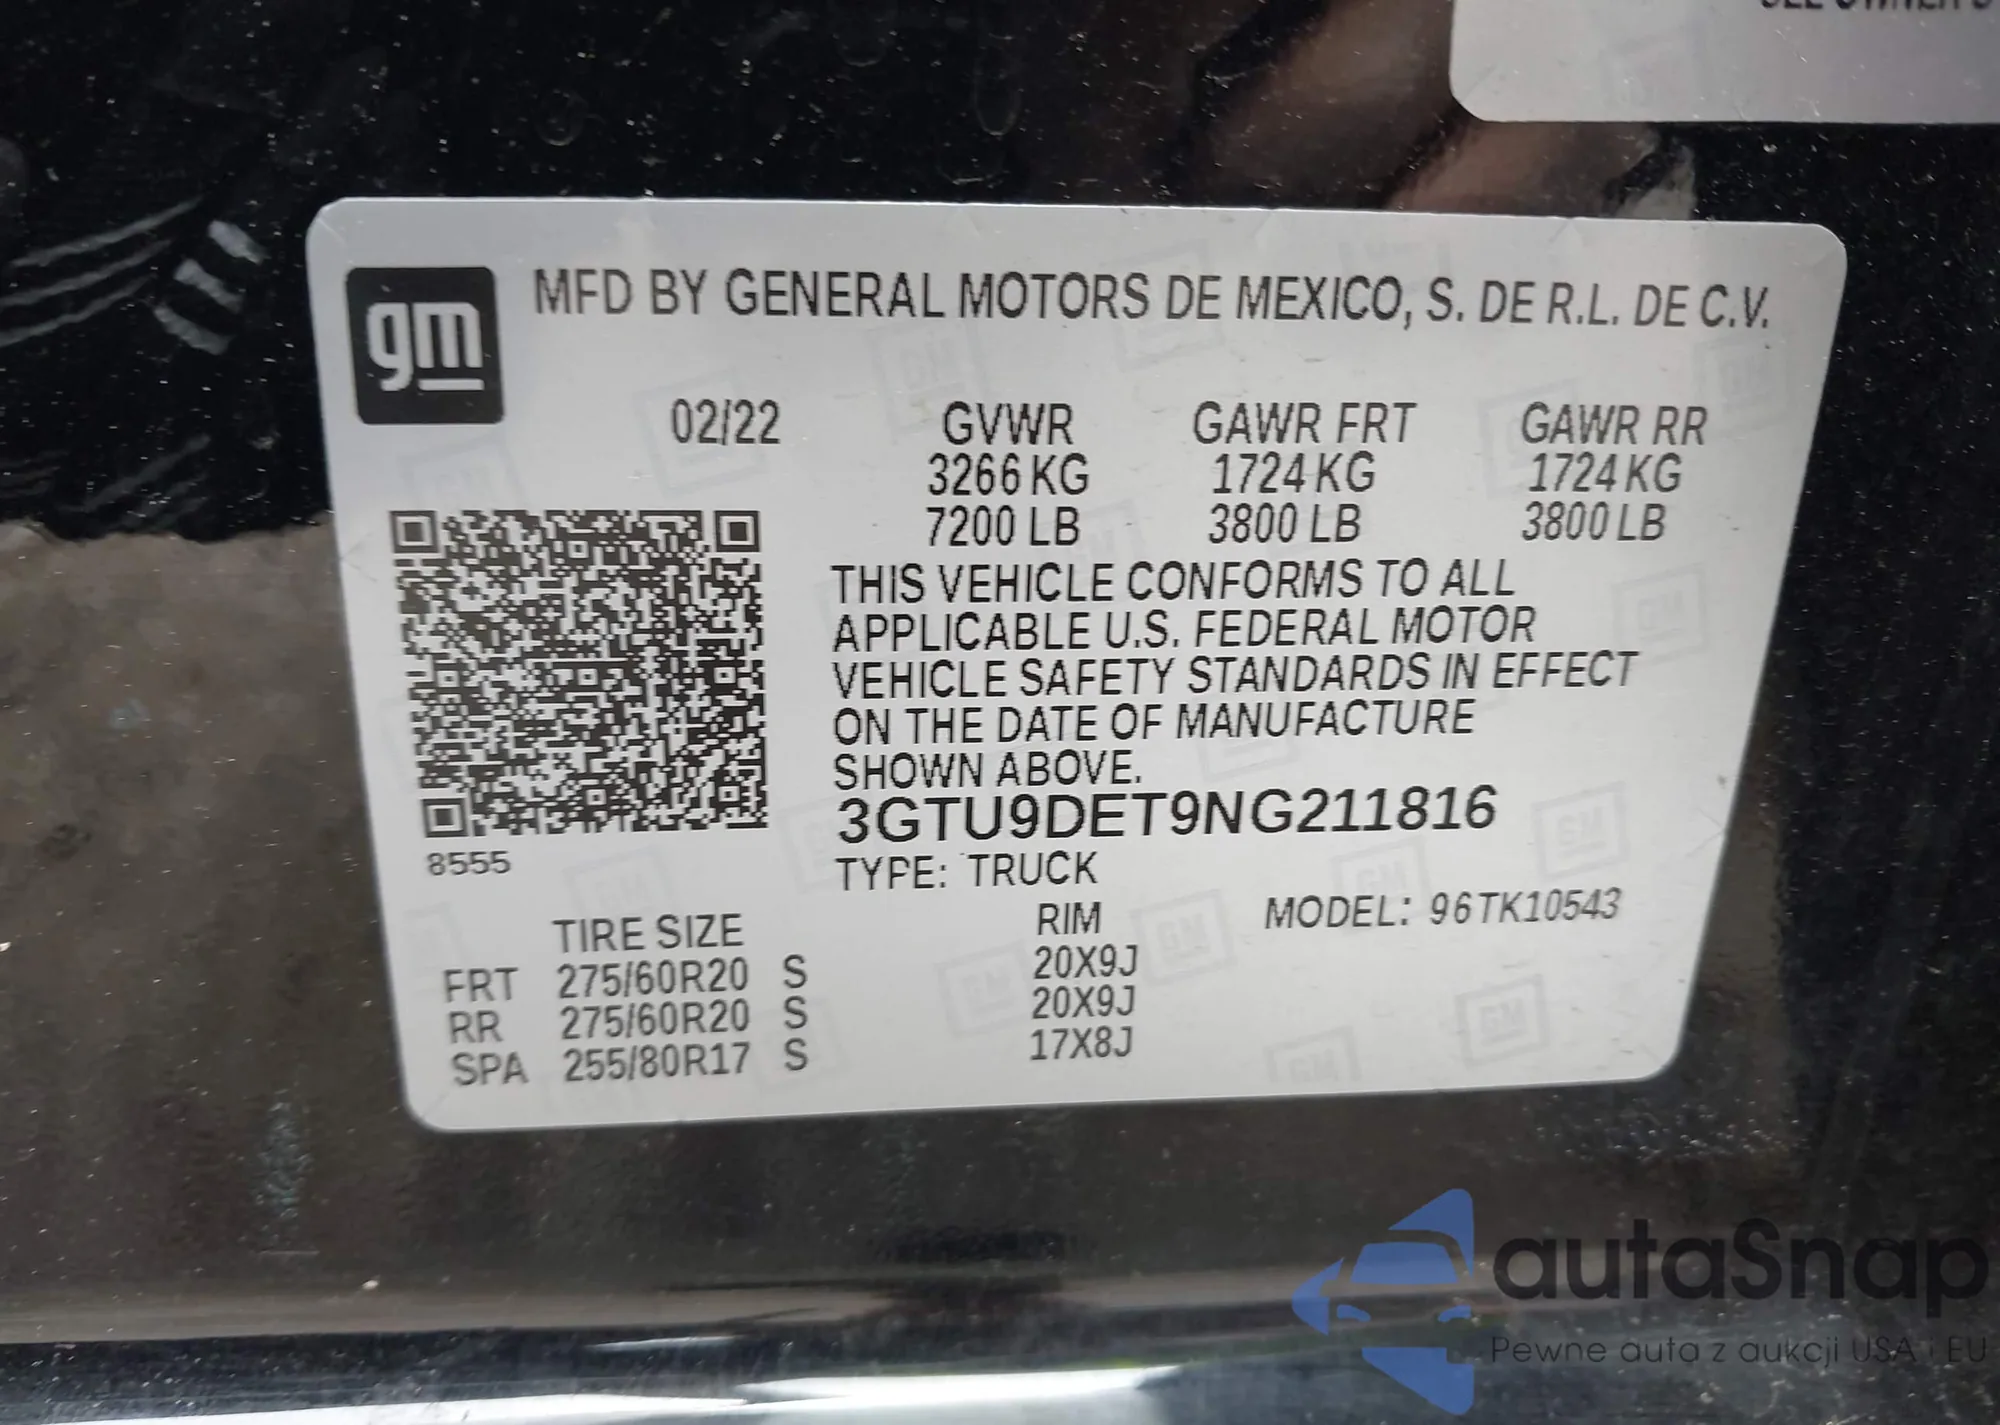 gm
MFD BY GENERAL MOTORS DE MEXICO, S. DE R.L. DE C.V.
02/22 GVWR GAWR FRT GAWR RR
3266 KG 1724 KG 1724 KG
7200 LB 3800 LB 3800 LB
THIS VEHICLE CONFORMS TO ALL
APPLICABLE U.S. FEDERAL MOTOR
VEHICLE SAFETY STANDARDS IN EFFECT
ON THE DATE OF MANUFACTURE
SHOWN ABOVE.
3GTU9DET9NG211816
8555
TYPE: TRUCK
TIRE SIZE RIM MODEL: 96TK10543
FRT 275/60R20 S 20X9J
RR 275/60R20 S 20X9J
SPA 255/80R17 S 17X8J
autaSnap
Pewne auta z aukcji USA i EU